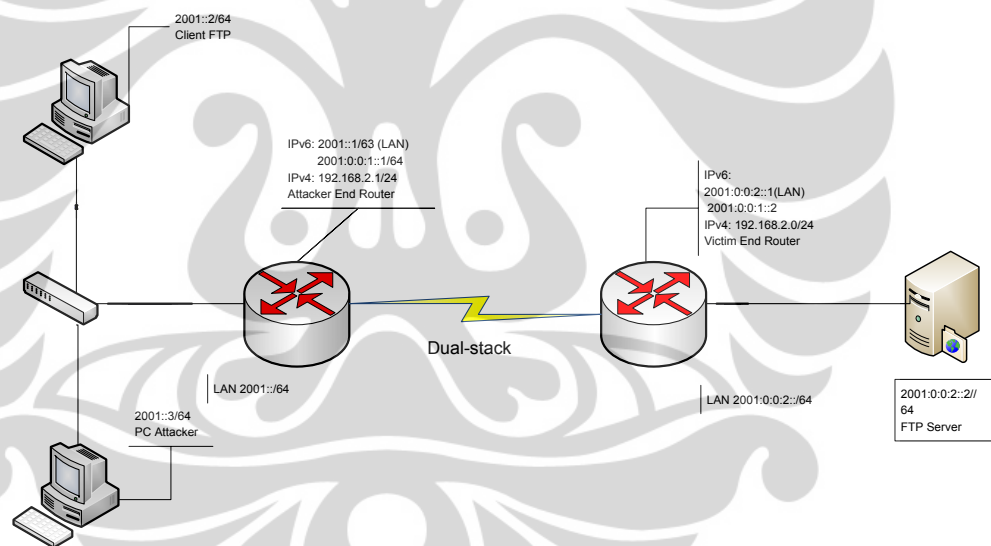 2001::2/64
Client FTP
IPv6: 2001::1/63 (LAN)
2001:0:0:1::1/64
IPv4: 192.168.2.1/24
Attacker End Router
IPv6:
2001:0:0:2::1(LAN)
2001:0:0:1::2
IPv4: 192.168.2.0/24
Victim End Router
Dual-stack
LAN 2001::/64
LAN 2001:0:0:2::/64
2001:0:0:2::2//
64
FTP Server
2001::3/64
PC Attacker